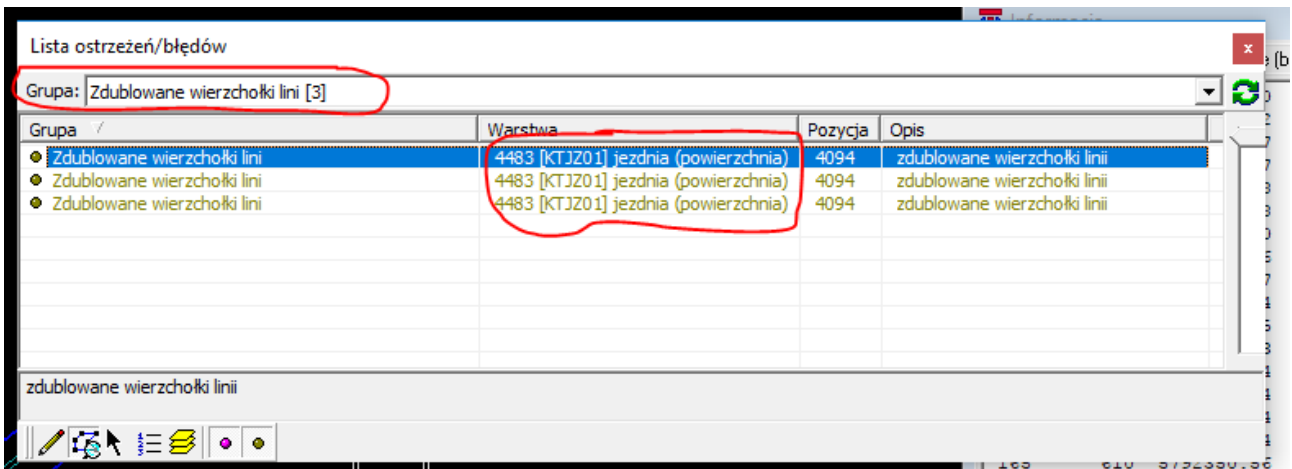 Informacja
Lista ostrzeżeń/błędów
x
(b
Grupa: Zdublowane wierzchołki lini [3]
Grupa Warstwa Pozycja Opis
Zdublowane wierzchołki lini 4483 [KTJZ01] jezdnia (powierzchnia) 4094 zdublowane wierzchołki linii
Zdublowane wierzchołki lini 4483 [KTJZ01] jezdnia (powierzchnia) 4094 zdublowane wierzchołki linii
Zdublowane wierzchołki lini 4483 [KTJZ01] jezdnia (powierzchnia) 4094 zdublowane wierzchołki linii
zdublowane wierzchołki linii